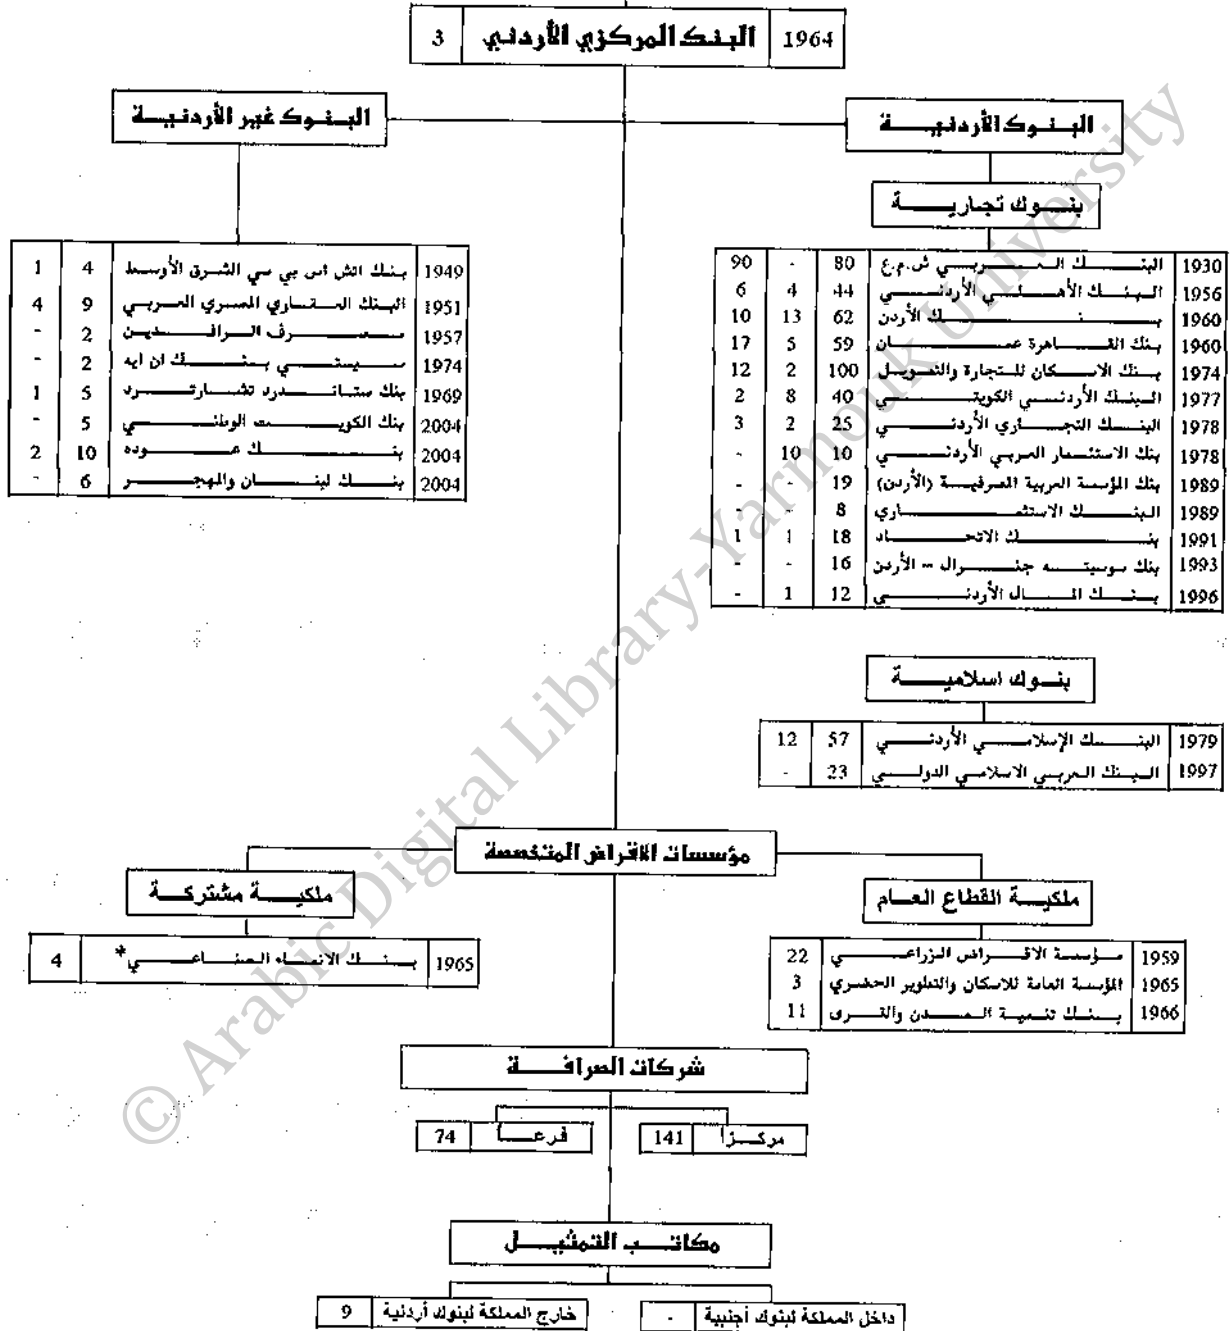 1964 البنك المركزي الأردني 3
البنوك الأردنية
البنوك غير الأردنية
بنوك تجارية
1930 البنك العربي ش.م.ع 80 - 90
1956 البنك الأهلي الأردني 44 4 6
1960 بنك الأردن 62 13 10
1960 بنك القاهرة عمان 59 5 17
1974 بنك الاسكان للتجارة والتمويل 100 2 12
1977 البنك الأردني الكويتي 40 8 2
1978 البنك التجاري الأردني 25 2 3
1978 بنك الاستثمار العربي الأردني 10 10 -
1989 بنك المؤسسة العربية المصرفية (الأردن) 19 - -
1989 البنك الاستثماري 8 - -
1991 بنك الاتحاد 18 1 1
1993 بنك سوسيته جنرال - الأردن 16 - -
1996 بنك المال الأردني 12 1 -
1949 بنك اتش اس بي سي الشرق الأوسط 4 1
1951 البنك العقاري المصري العربي 9 4
1957 مصرف الرافدين 2 -
1974 سيستي بنك ان ايه 2 -
1969 بنك ستاندرد تشارترد 5 1
2004 بنك الكويت الوطني 5 -
2004 بنك عوده 10 2
2004 بنك لبنان والمهجر 6 -
بنوك اسلامية
1979 البنك الإسلامي الأردني 57 12
1997 البنك العربي الاسلامي الدولي 23 -
مؤسسات الاقراض المتخصصة
ملكية القطاع العام
ملكية مشتركة
1959 مؤسسة الاقراض الزراعي 22
1965 المؤسسة العامة للاسكان والتطوير الحضري 3
1966 بنك تنمية المدن والقرى 11
1965 بنك الانماء الصناعي* 4
شركات الصرافة
مركزا 141
فرعا 74
مكاتب التمثيل
داخل المملكة لبنوك أجنبية -
خارج المملكة لبنوك أردنية 9
© Arabic Digital Library-Yarmouk University